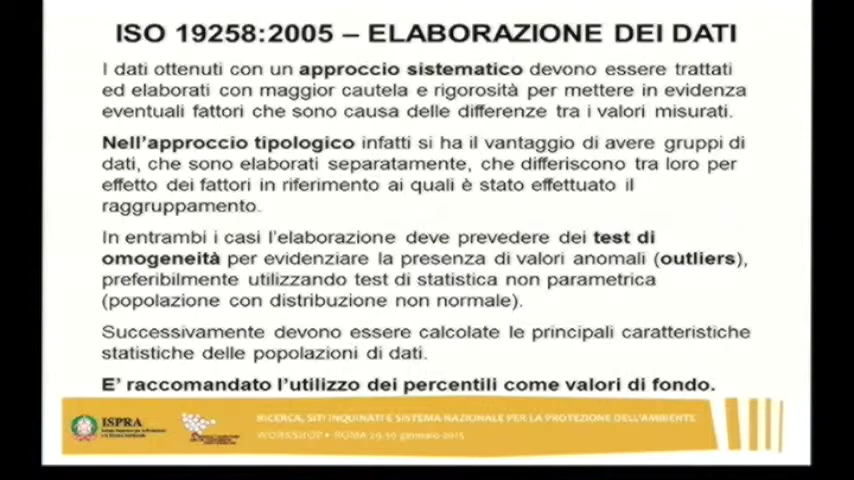 ISO 19258:2005 – ELABORAZIONE DEI DATI
I dati ottenuti con un approccio sistematico devono essere trattati
ed elaborati con maggior cautela e rigorosità per mettere in evidenza
eventuali fattori che sono causa delle differenze tra i valori misurati.
Nell'approccio tipologico infatti si ha il vantaggio di avere gruppi di
dati, che sono elaborati separatamente, che differiscono tra loro per
effetto dei fattori in riferimento ai quali è stato effettuato il
raggruppamento.
In entrambi i casi l'elaborazione deve prevedere dei test di
omogeneità per evidenziare la presenza di valori anomali (outliers),
preferibilmente utilizzando test di statistica non parametrica
(popolazione con distribuzione non normale).
Successivamente devono essere calcolate le principali caratteristiche
statistiche delle popolazioni di dati.
E' raccomandato l'utilizzo dei percentili come valori di fondo.
ISPRA
RICERCA, SITI INQUINATI E SISTEMA NAZIONALE PER LA PROTEZIONE DELL'AMBIENTE
WORKSHOP • ROMA 29.30 gennaio 2015